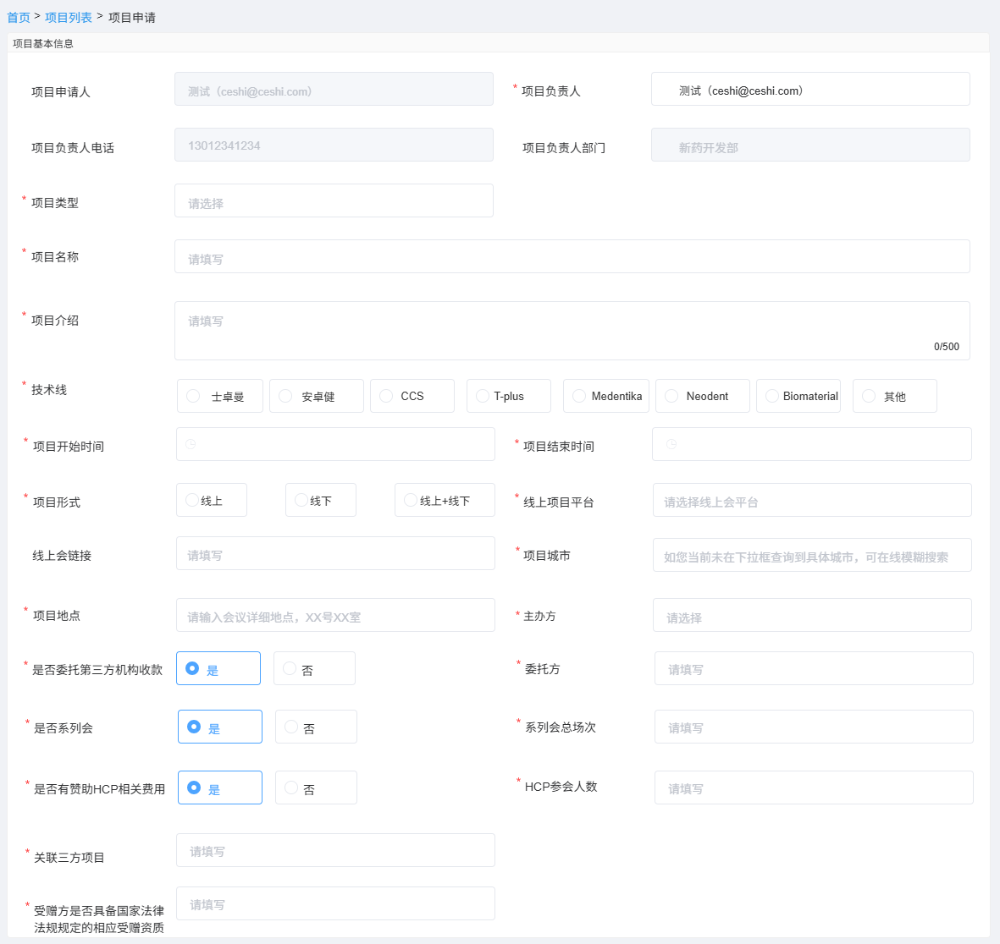 首页 > 项目列表 > 项目申请
项目基本信息
项目申请人 测试（ceshi@ceshi.com） * 项目负责人 测试（ceshi@ceshi.com）
项目负责人电话 13012341234 项目负责人部门 新药开发部
* 项目类型 请选择
* 项目名称 请填写
* 项目介绍 请填写
0/500
* 技术线 士卓曼 安卓健 CCS T-plus Medentika Neodent Biomaterial 其他
* 项目开始时间 * 项目结束时间
* 项目形式 线上 线下 线上+线下 * 线上项目平台 请选择线上会平台
线上会链接 请填写 * 项目城市 如您当前未在下拉框查询到具体城市，可在线模糊搜索
* 项目地点 请输入会议详细地点，XX号XX室 * 主办方 请选择
* 是否委托第三方机构收款 是 否 * 委托方 请填写
* 是否系列会 是 否 * 系列会总场次 请填写
* 是否有赞助HCP相关费用 是 否 * HCP参会人数 请填写
* 关联三方项目 请填写
* 受赠方是否具备国家法律 请填写
法规规定的相应受赠资质